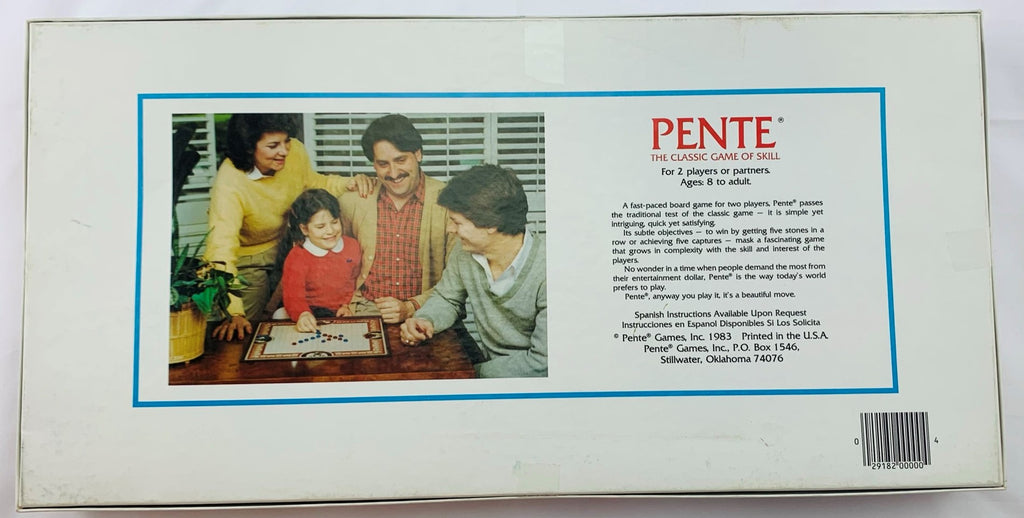 PENTE®
THE CLASSIC GAME OF SKILL
For 2 players or partners.
Ages: 8 to adult.
A fast-paced board game for two players, Pente® passes
the traditional test of the classic game — it is simple yet
intriguing, quick yet satisfying.
Its subtle objectives — to win by getting five stones in a
row or achieving five captures — mask a fascinating game
that grows in complexity with the skill and interest of the
players.
No wonder in a time when people demand the most from
their entertainment dollar, Pente® is the way today's world
prefers to play.
Pente®, anyway you play it, it's a beautiful move.
Spanish Instructions Available Upon Request
Instrucciones en Espanol Disponibles Si Los Solicita
© Pente® Games, Inc. 1983 Printed in the U.S.A.
Pente® Games, Inc., P.O. Box 1546,
Stillwater, Oklahoma 74076
0 29182 00000 4